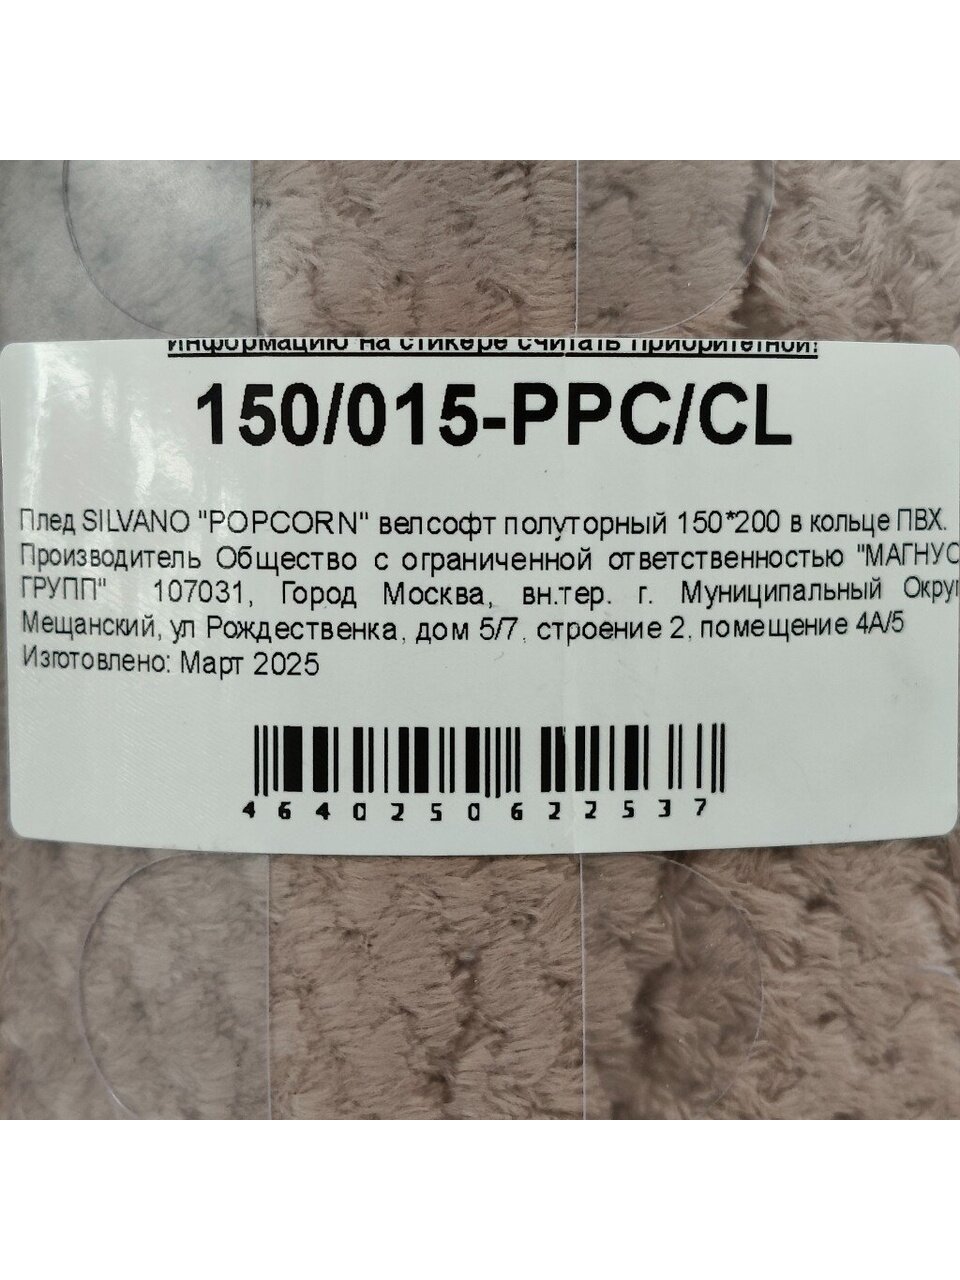 Информацию на стикере считать приоритетной!
150/015-PPC/CL
Плед SILVANO "POPCORN" велсофт полуторный 150*200 в кольце ПВХ.
Производитель Общество с ограниченной ответственностью "МАГНУС
ГРУПП" 107031, Город Москва, вн.тер. г. Муниципальный Округ
Мещанский, ул Рождественка, дом 5/7, строение 2, помещение 4А/5
Изготовлено: Март 2025
4640250622537